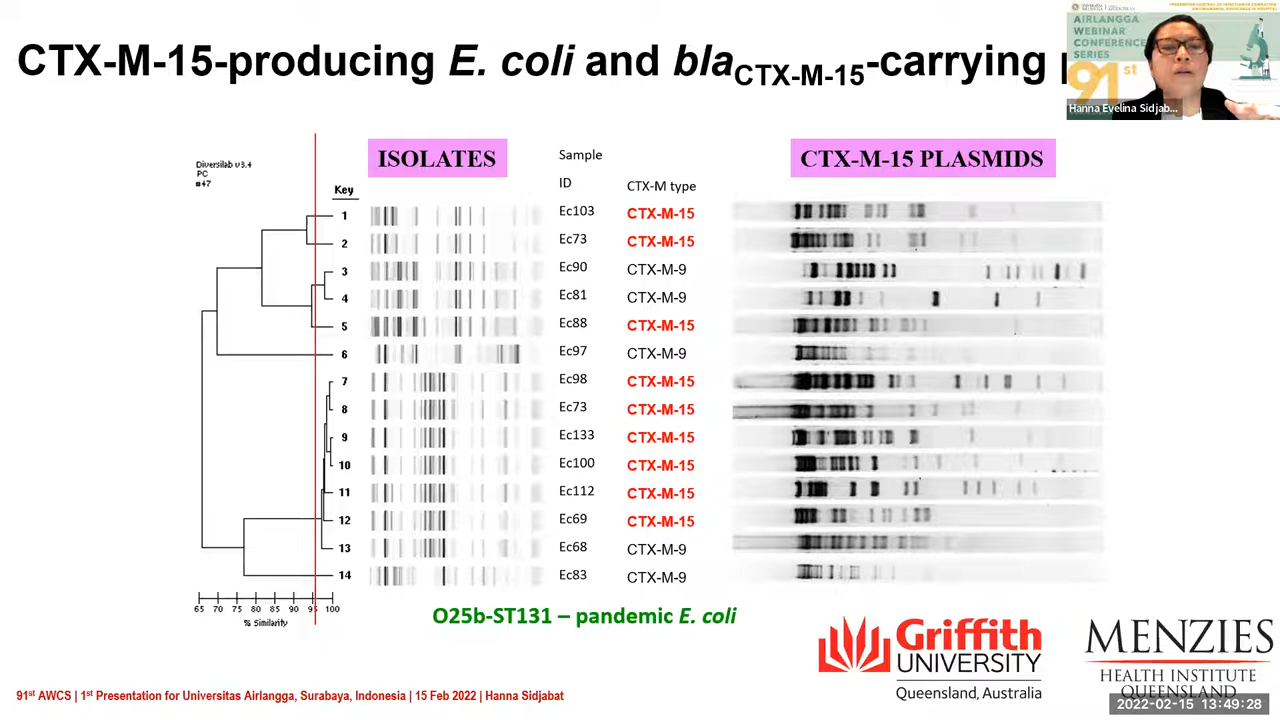 CTX-M-15-producing E. coli and blaCTX-M-15-carrying p
AIRLANGGA
WEBINAR
CONFERENCE
SERIES
91st
Hanna Evelina Sidjab...
Diversilab v3.4
PC
#47
Key
ISOLATES
Sample
ID
CTX-M type
CTX-M-15 PLASMIDS
1 Ec103 CTX-M-15
2 Ec73 CTX-M-15
3 Ec90 CTX-M-9
4 Ec81 CTX-M-9
5 Ec88 CTX-M-15
6 Ec97 CTX-M-9
7 Ec98 CTX-M-15
8 Ec73 CTX-M-15
9 Ec133 CTX-M-15
10 Ec100 CTX-M-15
11 Ec112 CTX-M-15
12 Ec69 CTX-M-15
13 Ec68 CTX-M-9
14 Ec83 CTX-M-9
65 70 75 80 85 90 95 100
% Similarity
O25b-ST131 – pandemic E. coli
Griffith
UNIVERSITY
Queensland, Australia
MENZIES
HEALTH INSTITUTE
QUEENSLAND
91st AWCS | 1st Presentation for Universitas Airlangga, Surabaya, Indonesia | 15 Feb 2022 | Hanna Sidjabat
2022-02-15 13:49:28